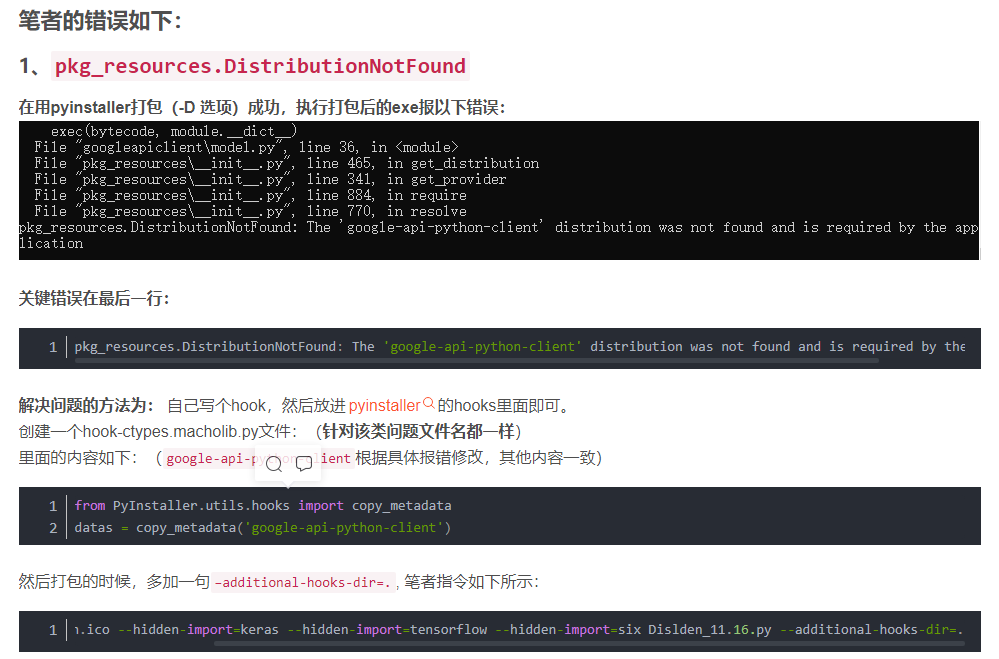 笔者的错误如下：
1、pkg_resources.DistributionNotFound
在用pyinstaller打包（-D 选项）成功，执行打包后的exe报以下错误：
exec(bytecode, module.__dict__)
File "googleapiclient\model.py", line 36, in <module>
File "pkg_resources\__init__.py", line 465, in get_distribution
File "pkg_resources\__init__.py", line 341, in get_provider
File "pkg_resources\__init__.py", line 884, in require
File "pkg_resources\__init__.py", line 770, in resolve
pkg_resources.DistributionNotFound: The 'google-api-python-client' distribution was not found and is required by the app
lication
关键错误在最后一行：
1 pkg_resources.DistributionNotFound: The 'google-api-python-client' distribution was not found and is required by the
解决问题的方法为： 自己写个hook，然后放进 pyinstaller的hooks里面即可。
创建一个hook-ctypes.macholib.py文件：（针对该类问题文件名都一样）
里面的内容如下：（google-api-python-client根据具体报错修改，其他内容一致）
1 from PyInstaller.utils.hooks import copy_metadata
2 datas = copy_metadata('google-api-python-client')
然后打包的时候，多加一句 –additional-hooks-dir=. , 笔者指令如下所示：
1 .ico --hidden-import=keras --hidden-import=tensorflow --hidden-import=six Dislden_11.16.py --additional-hooks-dir=.